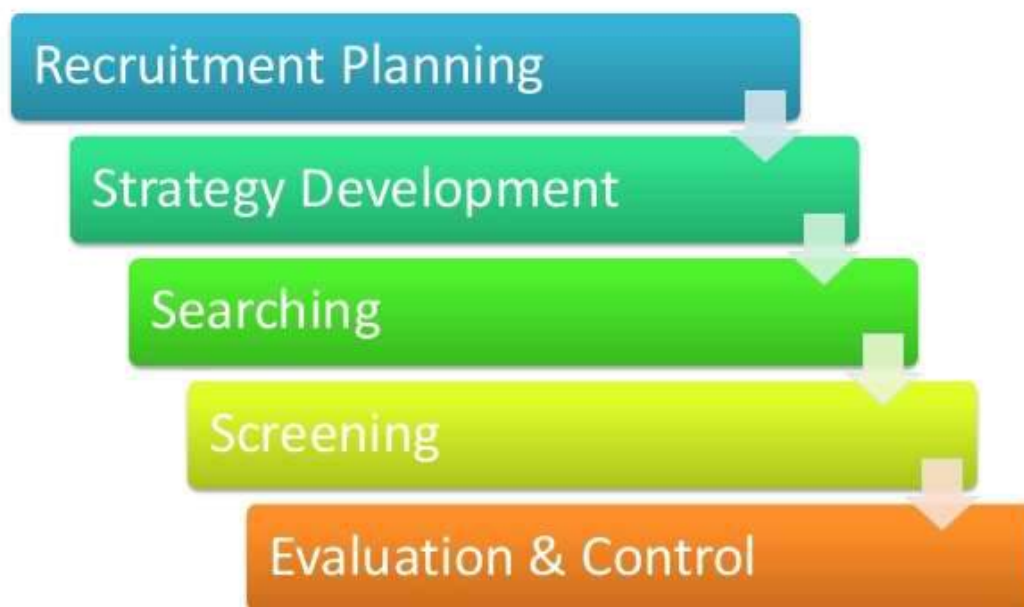 Recruitment Planning
Strategy Development
Searching
Screening
Evaluation & Control